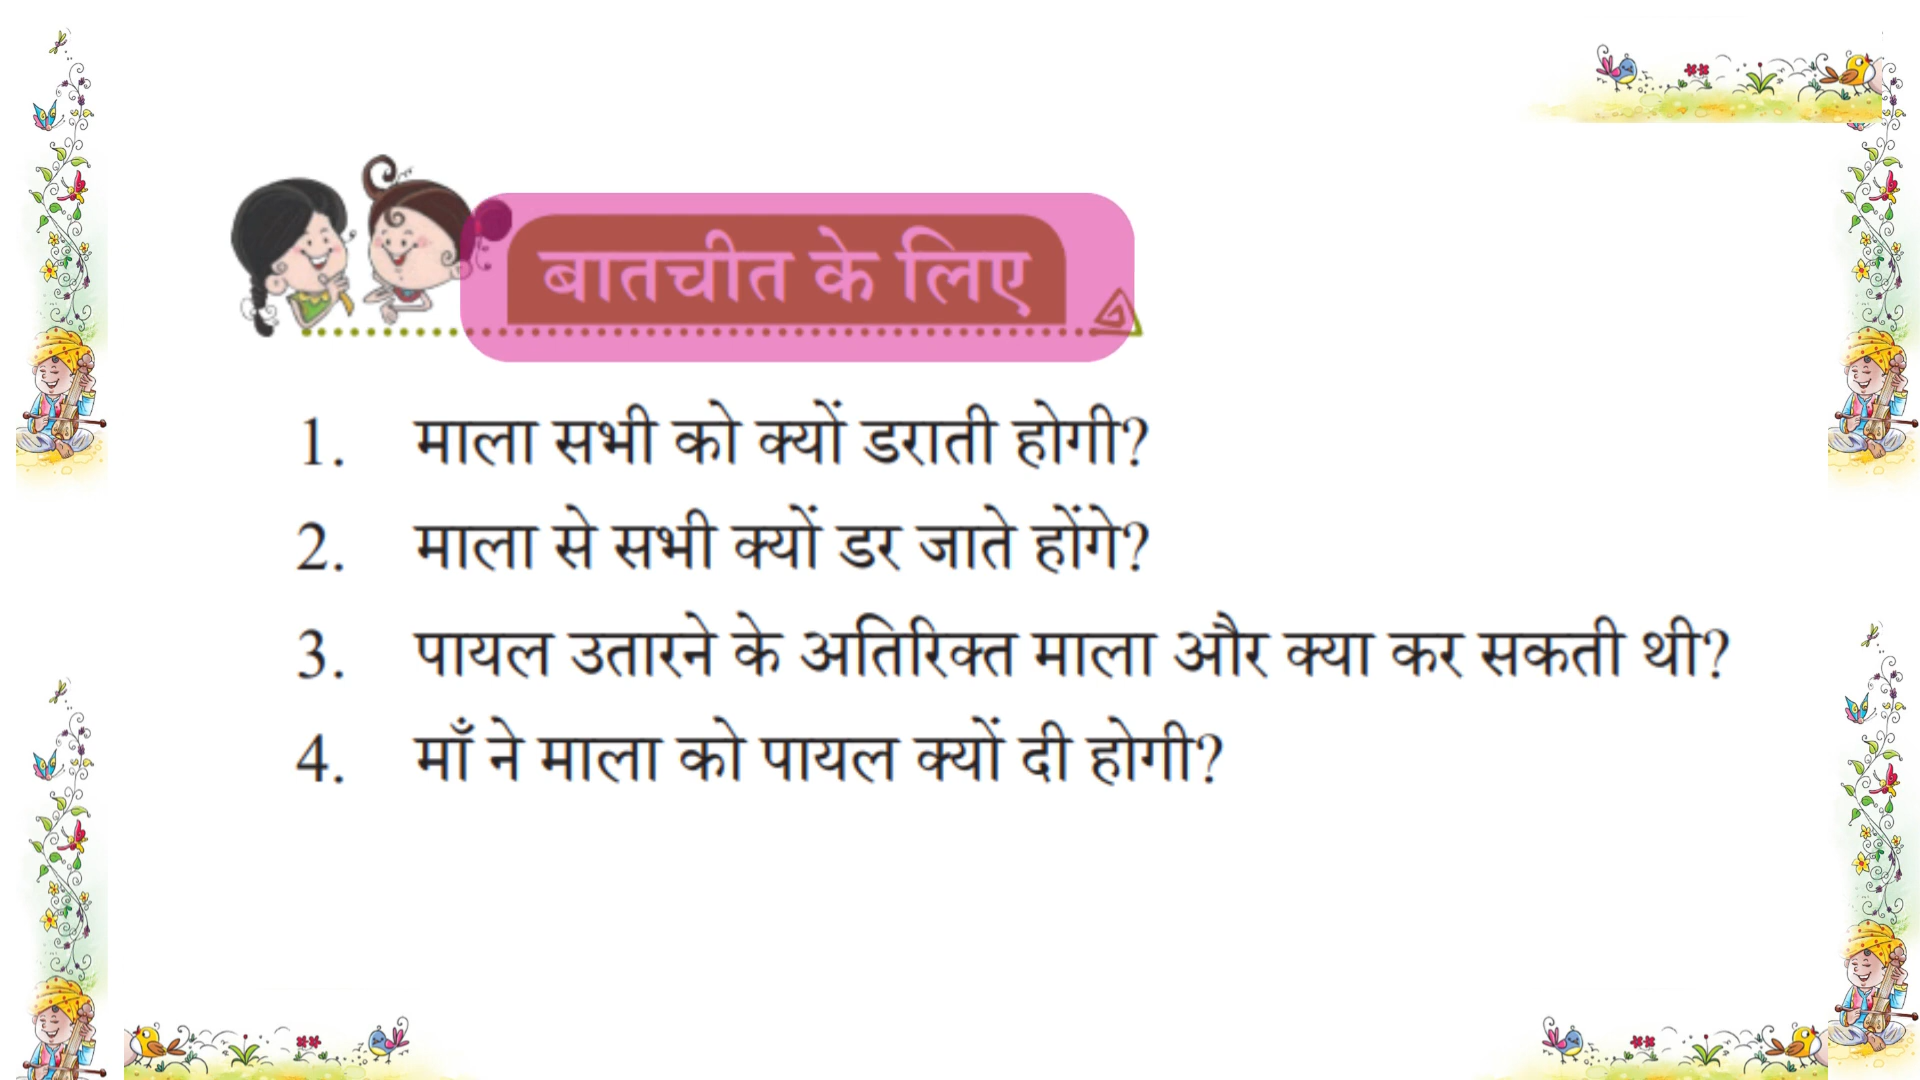 बातचीत के लिए
1. माला सभी को क्यों डराती होगी?
2. माला से सभी क्यों डर जाते होंगे?
3. पायल उतारने के अतिरिक्त माला और क्या कर सकती थी?
4. माँ ने माला को पायल क्यों दी होगी?